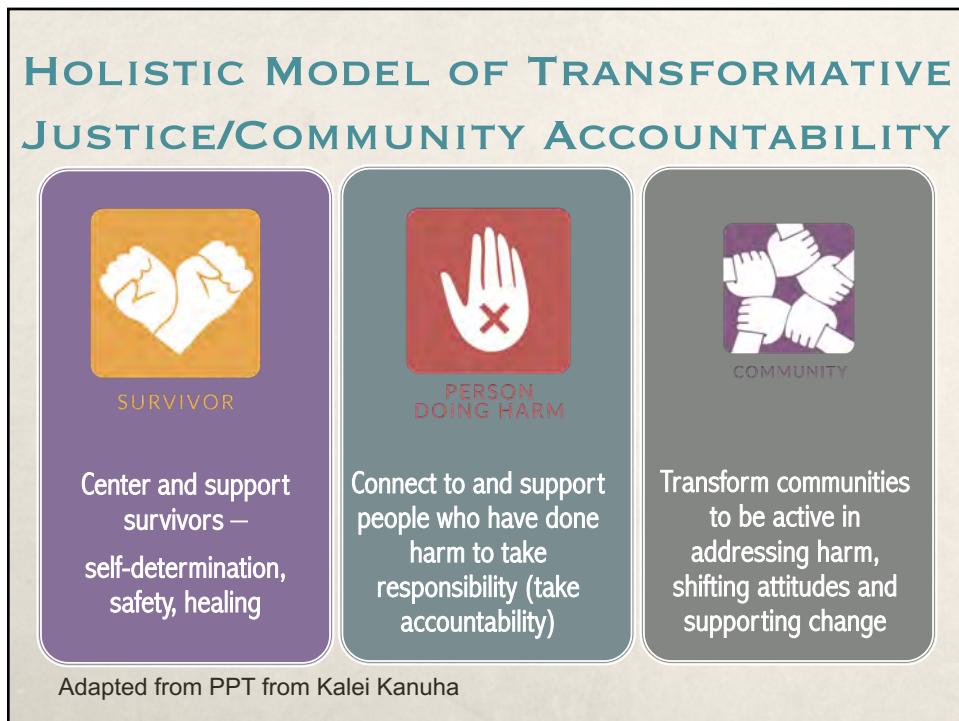 HOLISTIC MODEL OF TRANSFORMATIVE
JUSTICE/COMMUNITY ACCOUNTABILITY
SURVIVOR
Center and support
survivors –
self-determination,
safety, healing
PERSON
DOING HARM
Connect to and support
people who have done
harm to take
responsibility (take
accountability)
COMMUNITY
Transform communities
to be active in
addressing harm,
shifting attitudes and
supporting change
Adapted from PPT from Kalei Kanuha